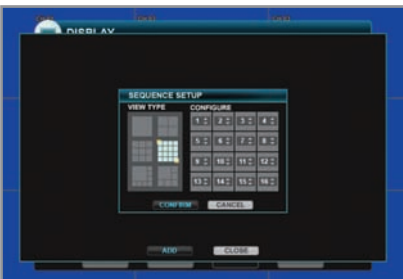 DISPLAY
SEQUENCE SETUP
VIEW TYPE CONFIGURE
1 2 3 4
5 6 7 8
9 10 11 12
13 14 15 16
CONFIRM CANCEL
ADD CLOSE